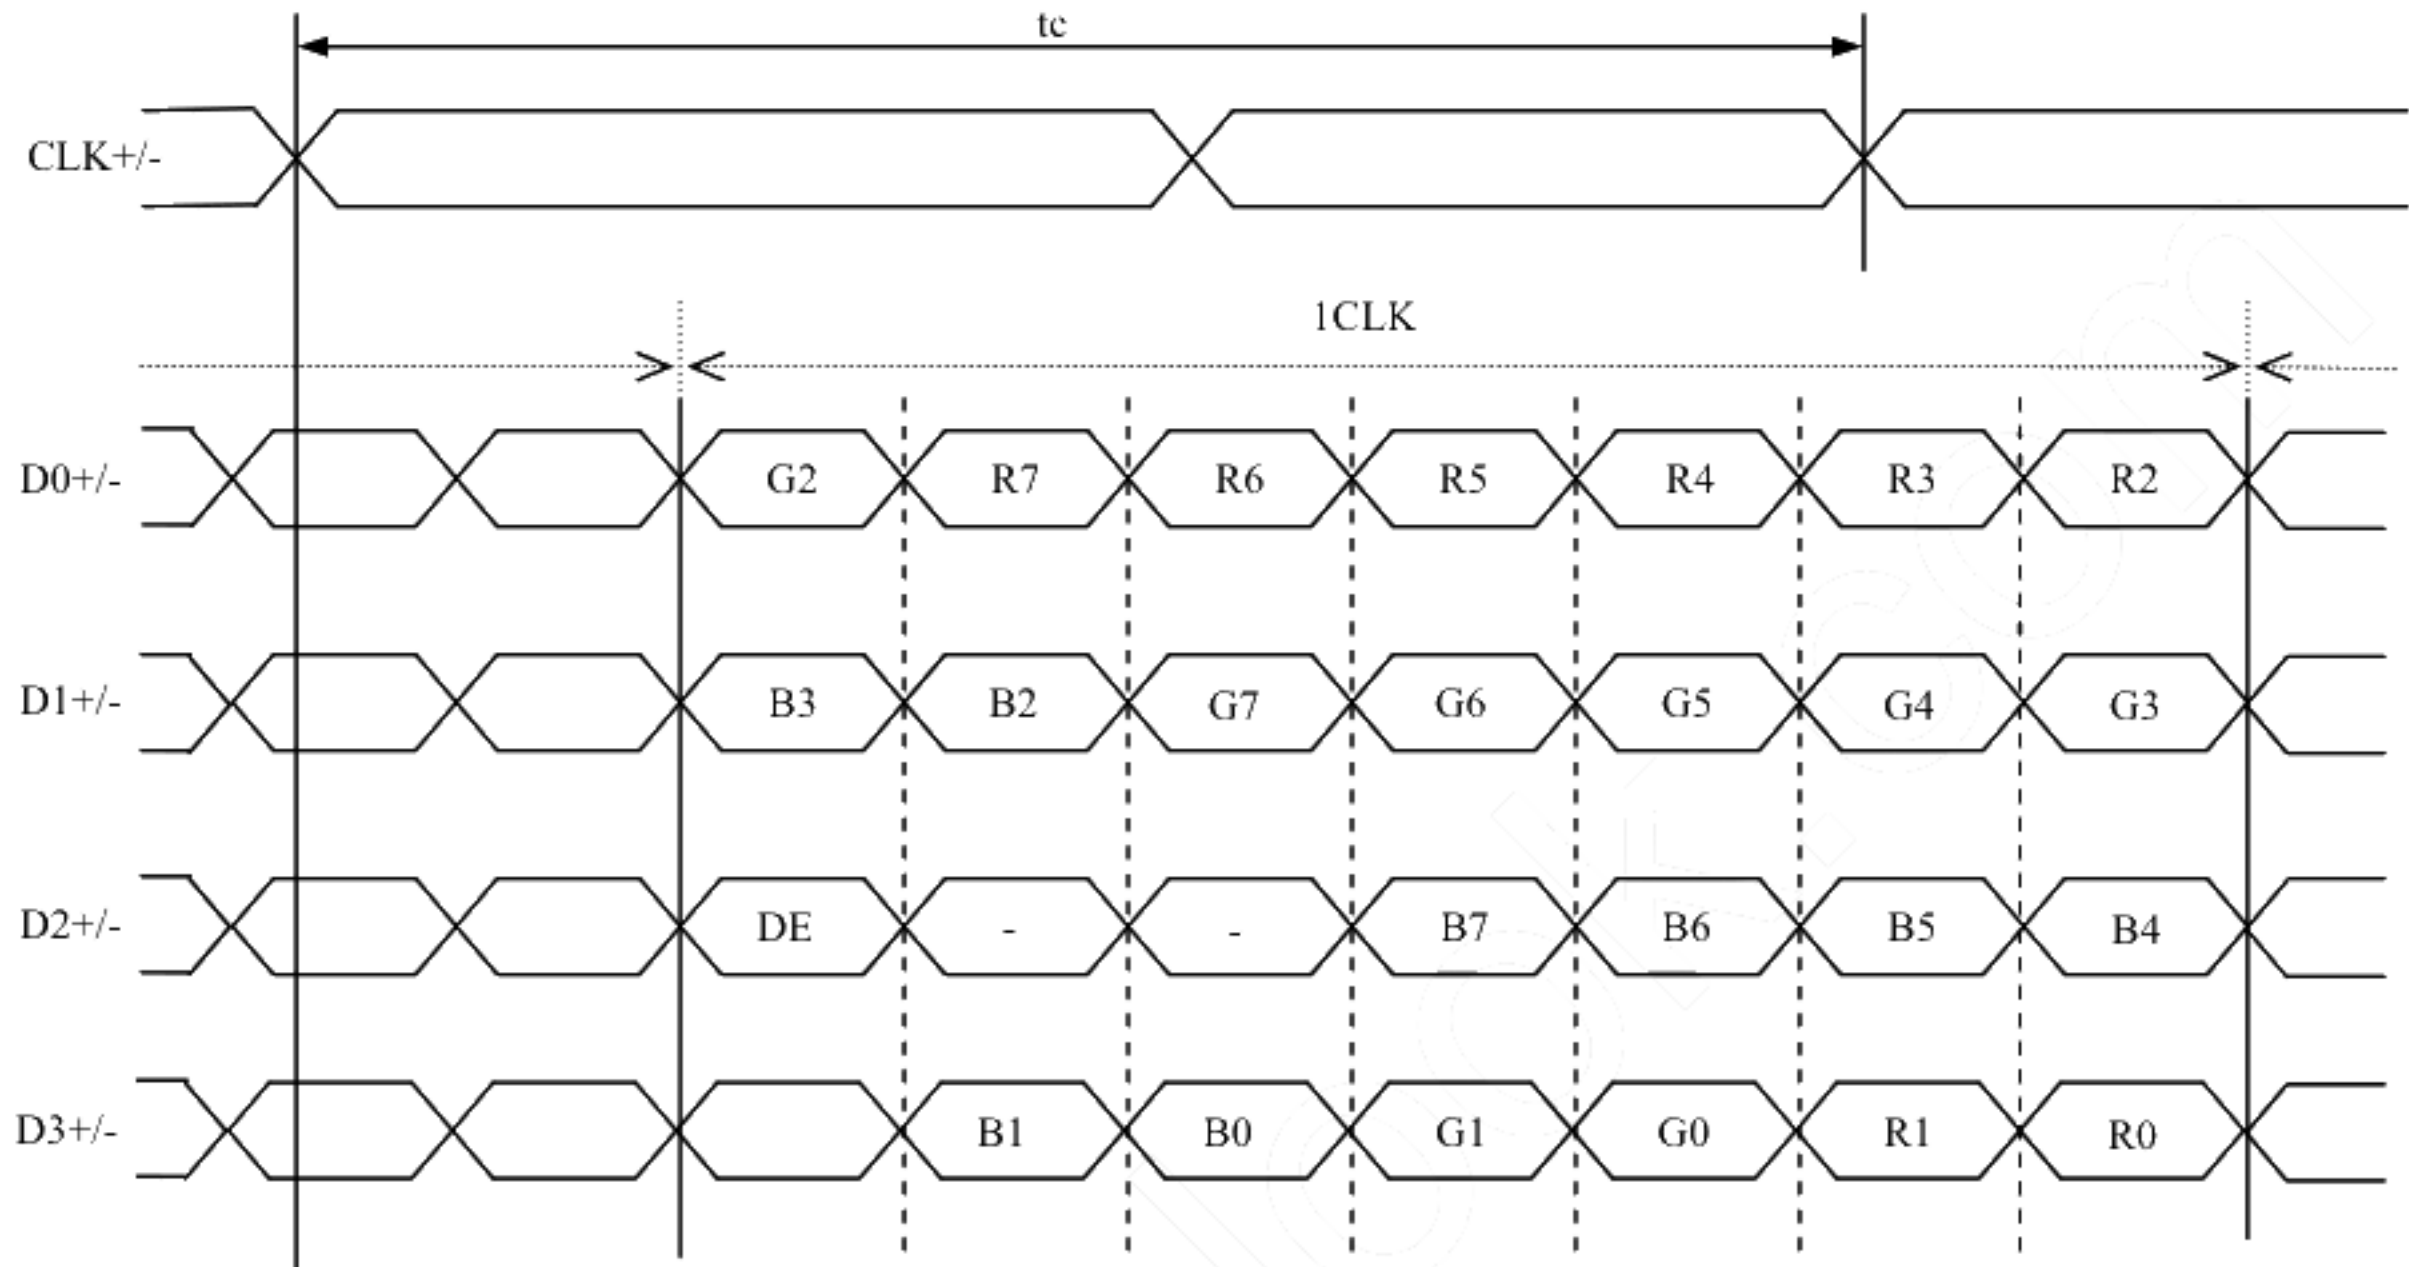 tc
CLK+/-
1CLK
D0+/- G2 R7 R6 R5 R4 R3 R2
D1+/- B3 B2 G7 G6 G5 G4 G3
D2+/- DE - - B7 B6 B5 B4
D3+/- B1 B0 G1 G0 R1 R0